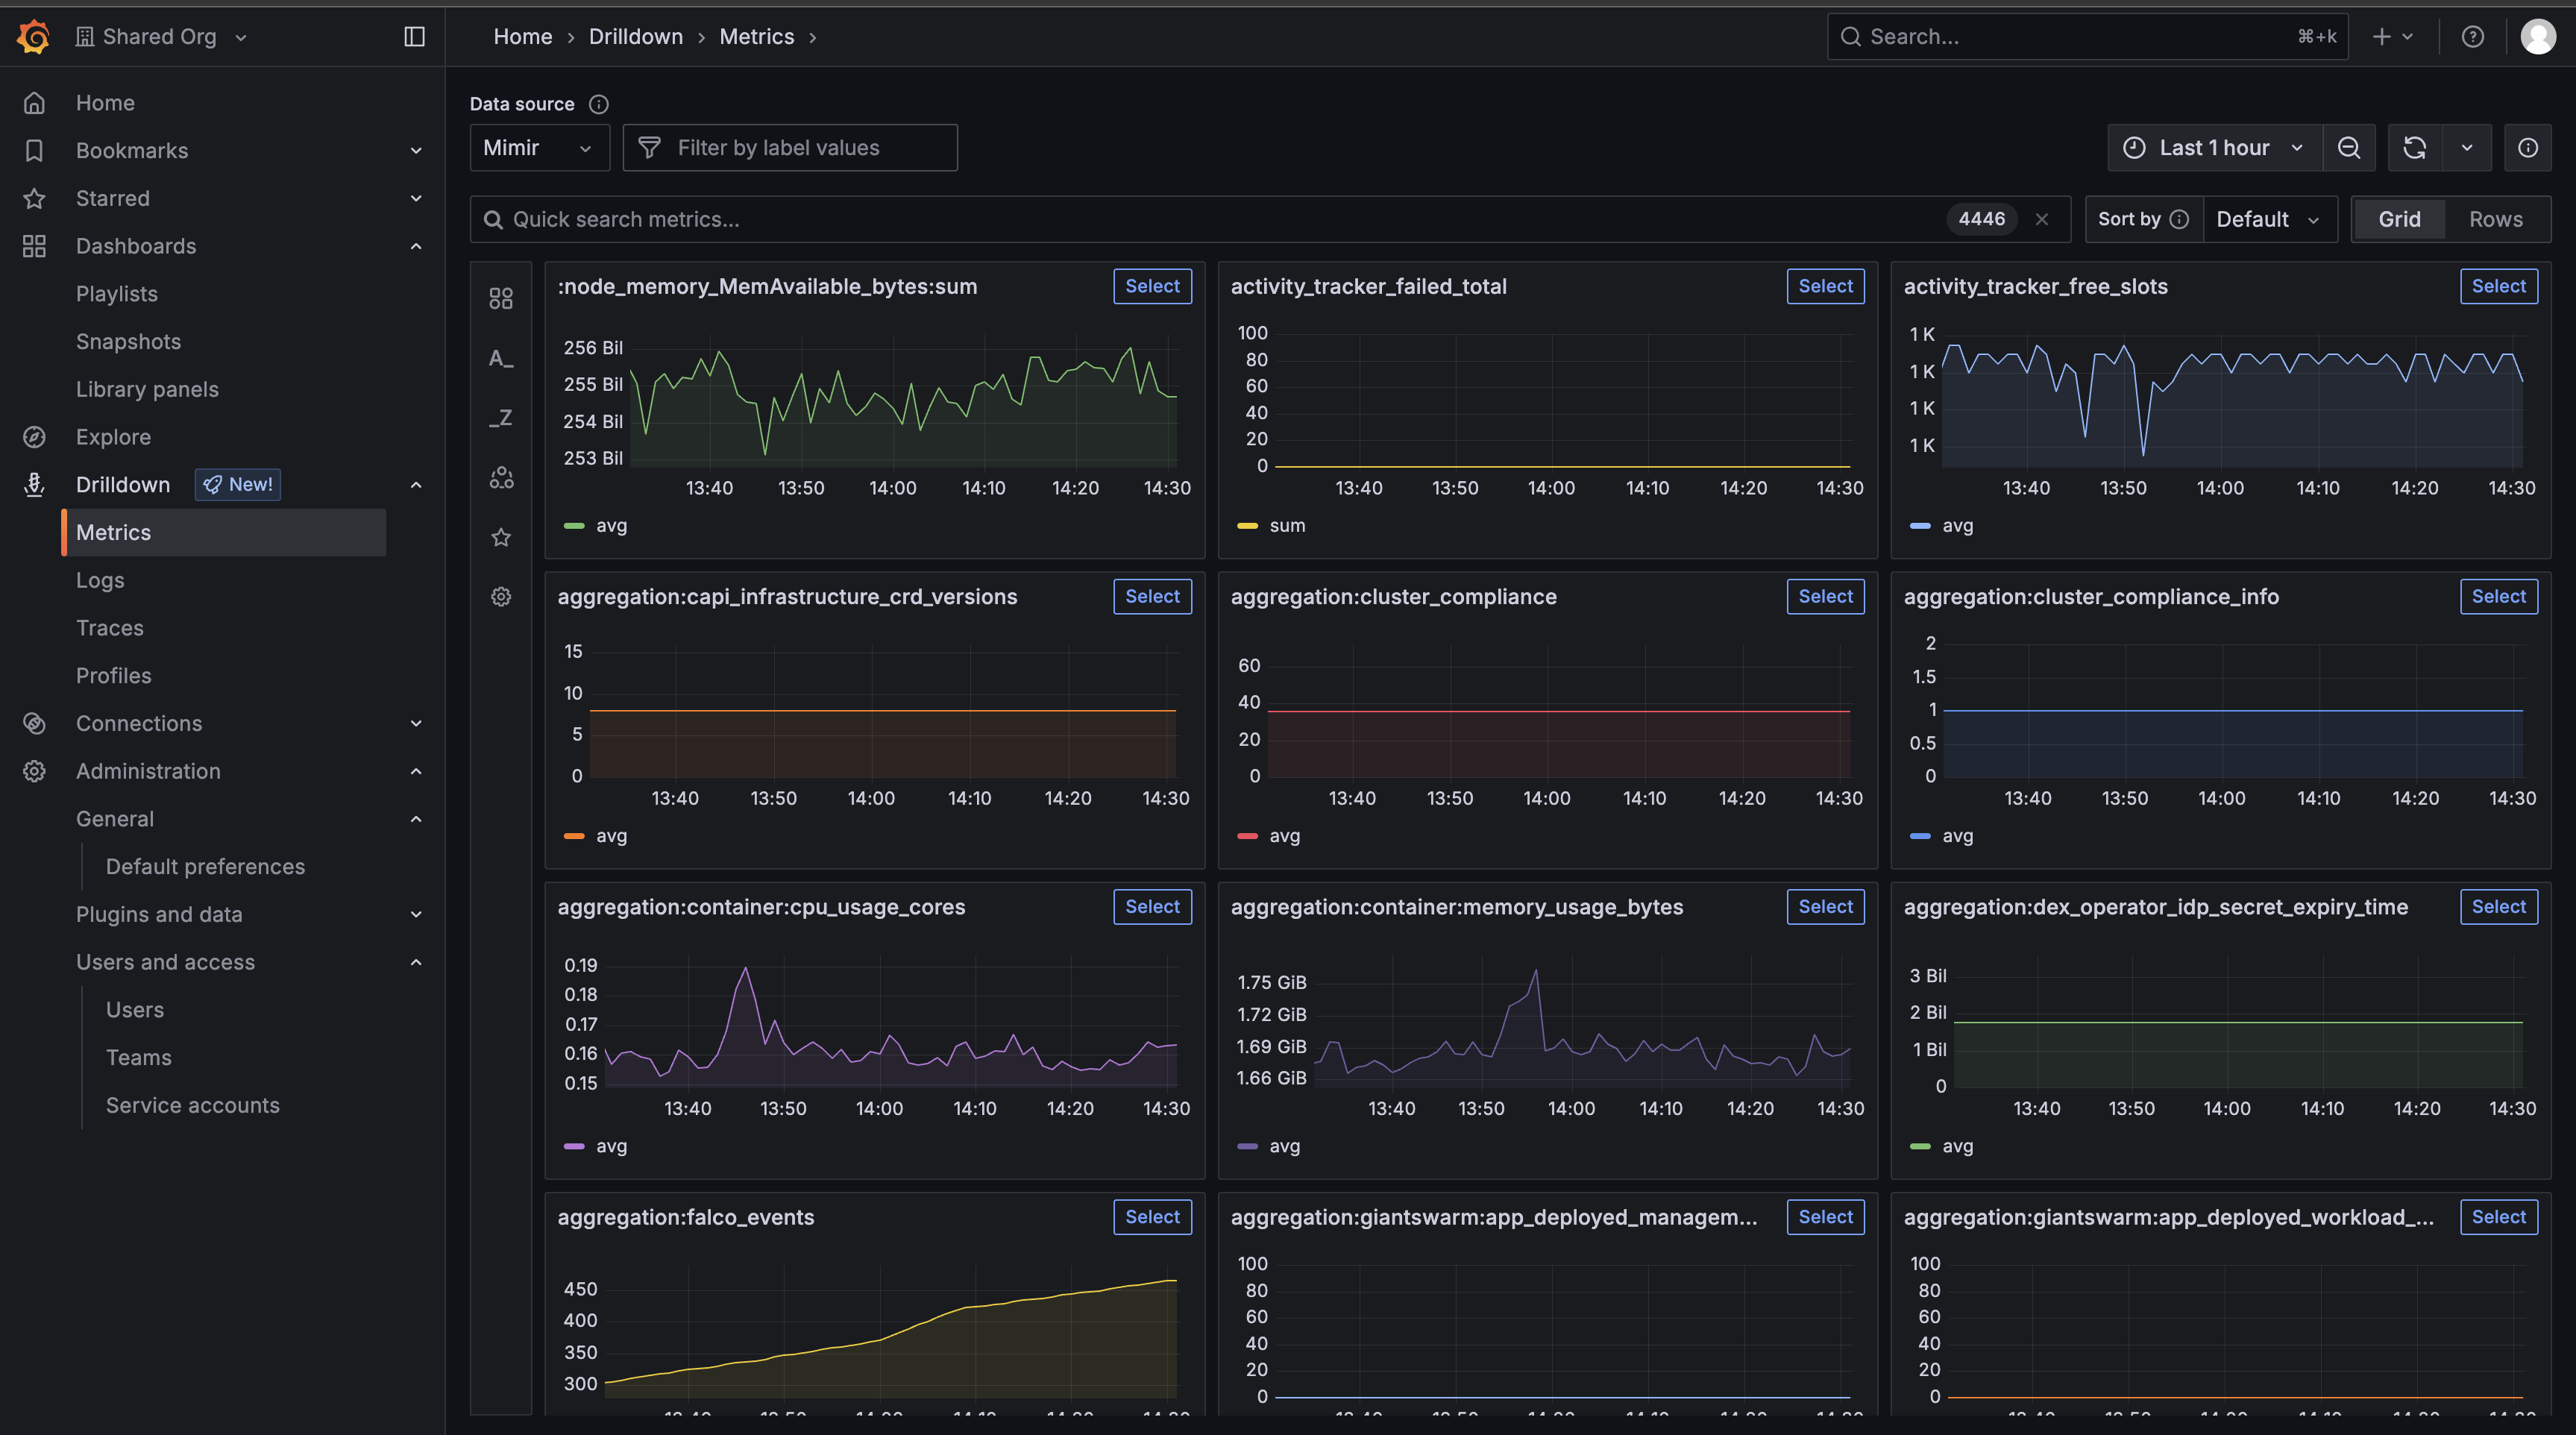 Shared Org
Home › Drilldown › Metrics ›
Search... ⌘+k
Home
Bookmarks
Starred
Dashboards
Playlists
Snapshots
Library panels
Explore
Drilldown New!
Metrics
Logs
Traces
Profiles
Connections
Administration
General
Default preferences
Plugins and data
Users and access
Users
Teams
Service accounts
Data source
Mimir Filter by label values
Last 1 hour
Quick search metrics... 4446
Sort by Default
Grid Rows
A_
_Z
:node_memory_MemAvailable_bytes:sum Select
256 Bil
255 Bil
254 Bil
253 Bil
13:40 13:50 14:00 14:10 14:20 14:30
avg
activity_tracker_failed_total Select
100
80
60
40
20
0
13:40 13:50 14:00 14:10 14:20 14:30
sum
activity_tracker_free_slots Select
1 K
1 K
1 K
1 K
13:40 13:50 14:00 14:10 14:20 14:30
avg
aggregation:capi_infrastructure_crd_versions Select
15
10
5
0
13:40 13:50 14:00 14:10 14:20 14:30
avg
aggregation:cluster_compliance Select
60
40
20
0
13:40 13:50 14:00 14:10 14:20 14:30
avg
aggregation:cluster_compliance_info Select
2
1.5
1
0.5
0
13:40 13:50 14:00 14:10 14:20 14:30
avg
aggregation:container:cpu_usage_cores Select
0.19
0.18
0.17
0.16
0.15
13:40 13:50 14:00 14:10 14:20 14:30
avg
aggregation:container:memory_usage_bytes Select
1.75 GiB
1.72 GiB
1.69 GiB
1.66 GiB
13:40 13:50 14:00 14:10 14:20 14:30
avg
aggregation:dex_operator_idp_secret_expiry_time Select
3 Bil
2 Bil
1 Bil
0
13:40 13:50 14:00 14:10 14:20 14:30
avg
aggregation:falco_events Select
450
400
350
300
aggregation:giantswarm:app_deployed_managem... Select
100
80
60
40
20
0
aggregation:giantswarm:app_deployed_workload_... Select
100
80
60
40
20
0